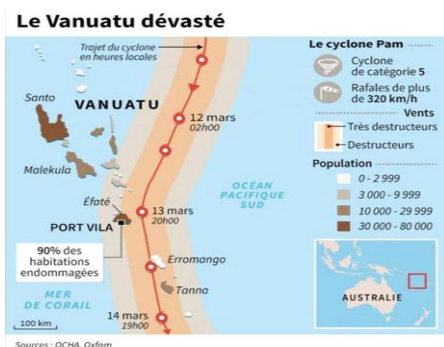 Le Vanuatu dévasté
Trajet du cyclone
en heures locales
Santo
VANUATU
12 mars
02h00
Malekula
Éfaté
PORT VILA
13 mars
20h00
90% des
habitations
endommagées
Erromango
Tanna
MER
DE CORAIL
14 mars
19h00
100 km
OCÉAN
PACIFIQUE
SUD
Le cyclone Pam
Cyclone
de catégorie 5
Rafales de plus
de 320 km/h
Vents
Très destructeurs
Destructeurs
Population
0 - 2 999
3 000 - 9 999
10 000 - 29 999
30 000 - 80 000
AUSTRALIE
Sources : OCHA, Oxfam